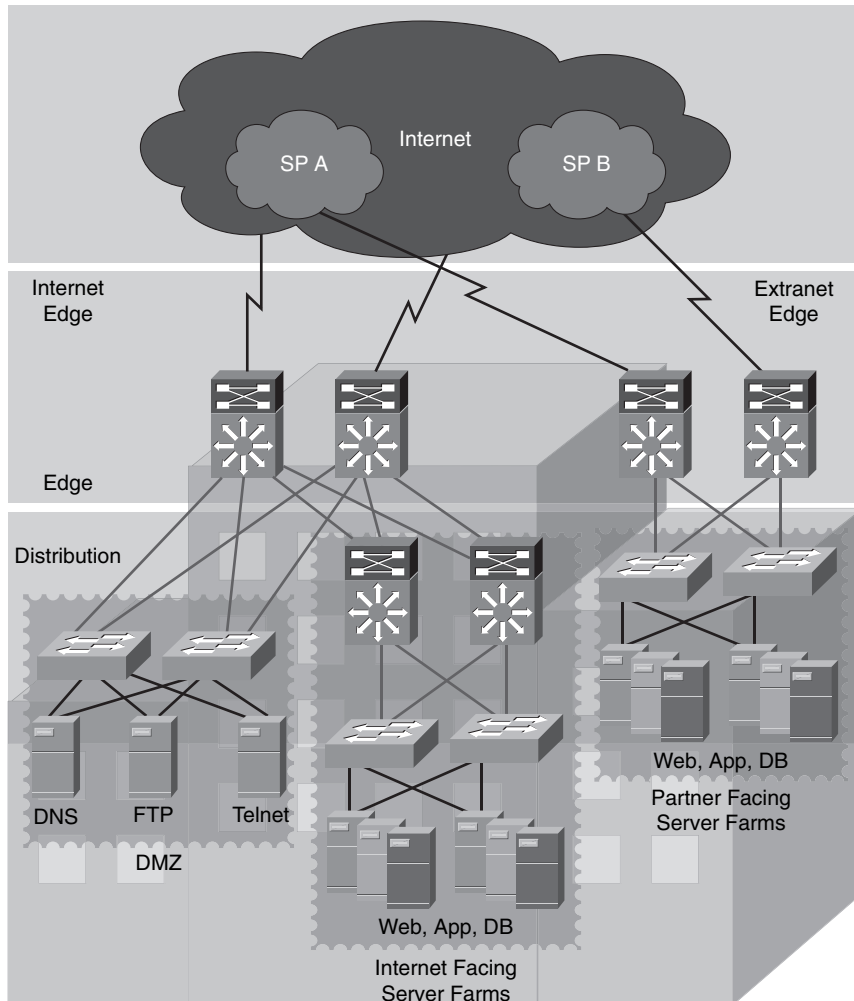 Internet
SP A
SP B
Internet
Edge
Extranet
Edge
Edge
Distribution
DNS
FTP
Telnet
DMZ
Web, App, DB
Partner Facing
Server Farms
Web, App, DB
Internet Facing
Server Farms